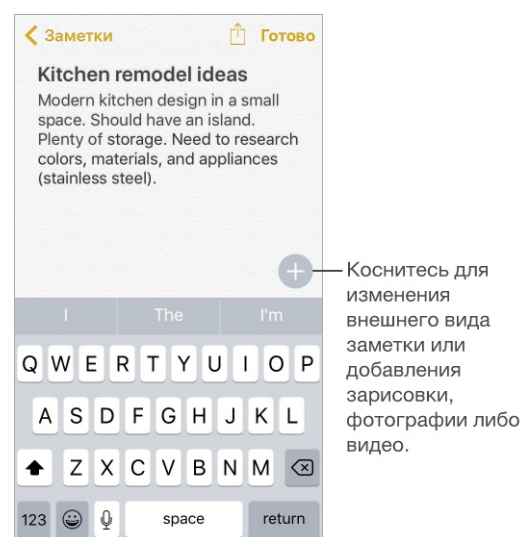 Заметки Готово
Kitchen remodel ideas
Modern kitchen design in a small
space. Should have an island.
Plenty of storage. Need to research
colors, materials, and appliances
(stainless steel).
Коснитесь для
изменения
внешнего вида
заметки или
добавления
зарисовки,
фотографии либо
видео.
I The I'm
Q W E R T Y U I O P
A S D F G H J K L
Z X C V B N M
123 space return